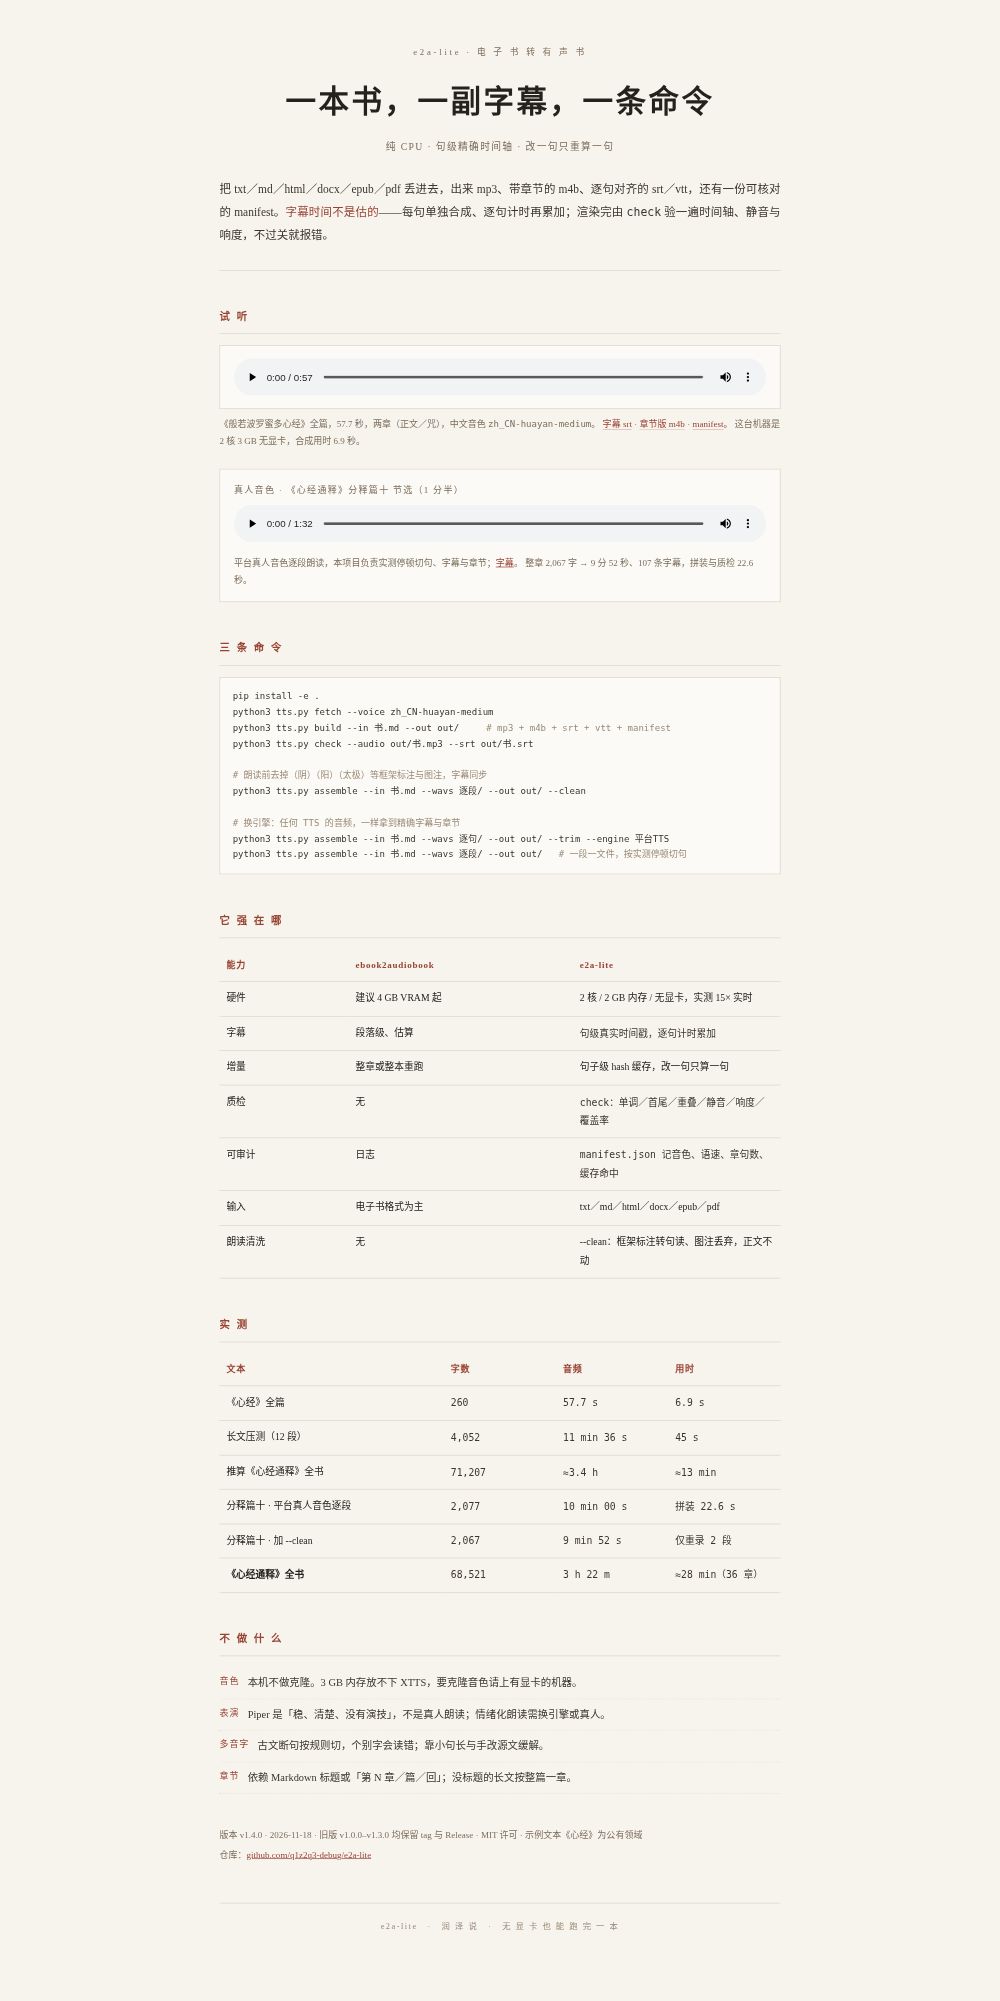 e2a-lite · 电子书转有声书
一本书，一副字幕，一条命令
纯 CPU · 句级精确时间轴 · 改一句只重算一句
把 txt／md／html／docx／epub／pdf 丢进去，出来 mp3、带章节的 m4b、逐句对齐的 srt／vtt，还有一份可核对
的 manifest。字幕时间不是估的——每句单独合成、逐句计时再累加；渲染完由 check 验一遍时间轴、静音与
响度，不过关就报错。
试听
0:00 / 0:57
《般若波罗蜜多心经》全篇，57.7 秒，两章（正文／咒），中文音色 zh_CN-huayan-medium。 字幕 srt · 章节版 m4b · manifest。 这台机器是
2 核 3 GB 无显卡，合成用时 6.9 秒。
真人音色 · 《心经通释》分释篇十 节选（1 分半）
0:00 / 1:32
平台真人音色逐段朗读，本项目负责实测停顿切句、字幕与章节；字幕。 整章 2,067 字 → 9 分 52 秒、107 条字幕，拼装与质检 22.6
秒。
三条命令
pip install -e .
python3 tts.py fetch --voice zh_CN-huayan-medium
python3 tts.py build --in 书.md --out out/     # mp3 + m4b + srt + vtt + manifest
python3 tts.py check --audio out/书.mp3 --srt out/书.srt
# 朗读前去掉（阴）（阳）（太极）等框架标注与图注，字幕同步
python3 tts.py assemble --in 书.md --wavs 逐段/ --out out/ --clean
# 换引擎：任何 TTS 的音频，一样拿到精确字幕与章节
python3 tts.py assemble --in 书.md --wavs 逐句/ --out out/ --trim --engine 平台TTS
python3 tts.py assemble --in 书.md --wavs 逐段/ --out out/   # 一段一文件，按实测停顿切句
它强在哪
能力 ebook2audiobook e2a-lite
硬件 建议 4 GB VRAM 起 2 核 / 2 GB 内存 / 无显卡，实测 15× 实时
字幕 段落级、估算 句级真实时间戳，逐句计时累加
增量 整章或整本重跑 句子级 hash 缓存，改一句只算一句
质检 无 check：单调／首尾／重叠／静音／响度／
覆盖率
可审计 日志 manifest.json 记音色、语速、章句数、
缓存命中
输入 电子书格式为主 txt／md／html／docx／epub／pdf
朗读清洗 无 --clean：框架标注转句读、图注丢弃，正文不
动
实测
文本 字数 音频 用时
《心经》全篇 260 57.7 s 6.9 s
长文压测（12 段） 4,052 11 min 36 s 45 s
推算《心经通释》全书 71,207 ≈3.4 h ≈13 min
分释篇十 · 平台真人音色逐段 2,077 10 min 00 s 拼装 22.6 s
分释篇十 · 加 --clean 2,067 9 min 52 s 仅重录 2 段
《心经通释》全书 68,521 3 h 22 m ≈28 min（36 章）
不做什么
音色 本机不做克隆。3 GB 内存放不下 XTTS，要克隆音色请上有显卡的机器。
表演 Piper 是「稳、清楚、没有演技」，不是真人朗读；情绪化朗读需换引擎或真人。
多音字 古文断句按规则切，个别字会读错；靠小句长与手改源文缓解。
章节 依赖 Markdown 标题或「第 N 章／篇／回」；没标题的长文按整篇一章。
版本 v1.4.0 · 2026-11-18 · 旧版 v1.0.0–v1.3.0 均保留 tag 与 Release · MIT 许可 · 示例文本《心经》为公有领域
仓库：github.com/q1z2q3-debug/e2a-lite
e2a-lite · 润泽说 · 无显卡也能跑完一本